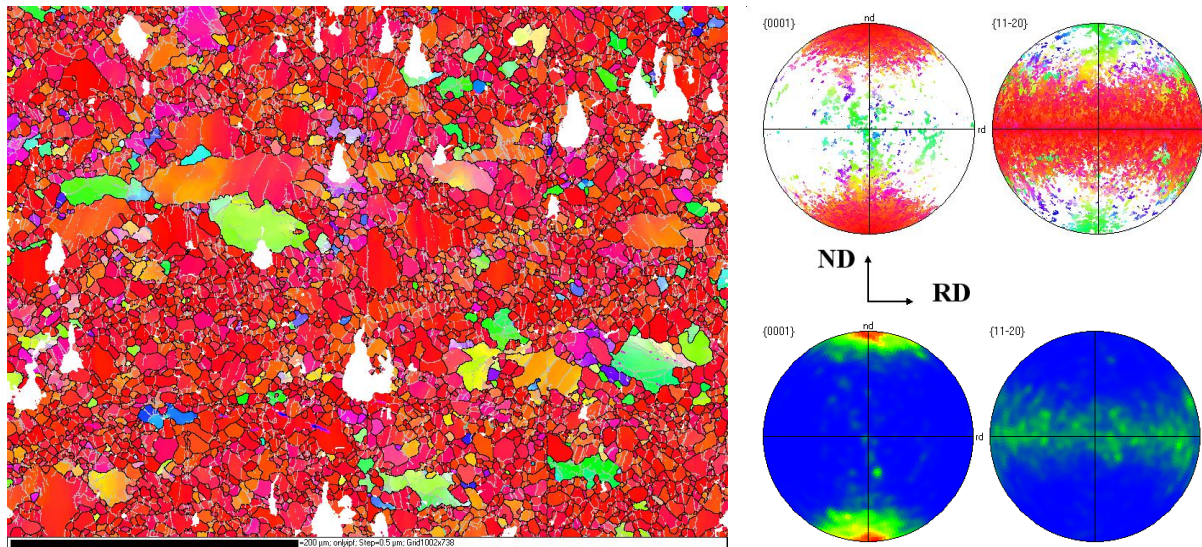 {0001}
nd
{11-20}
rd
ND
RD
{0001}
nd
{11-20}
rd
=200 µm; onlyipf; Step=0.5 µm; Grid1002x738